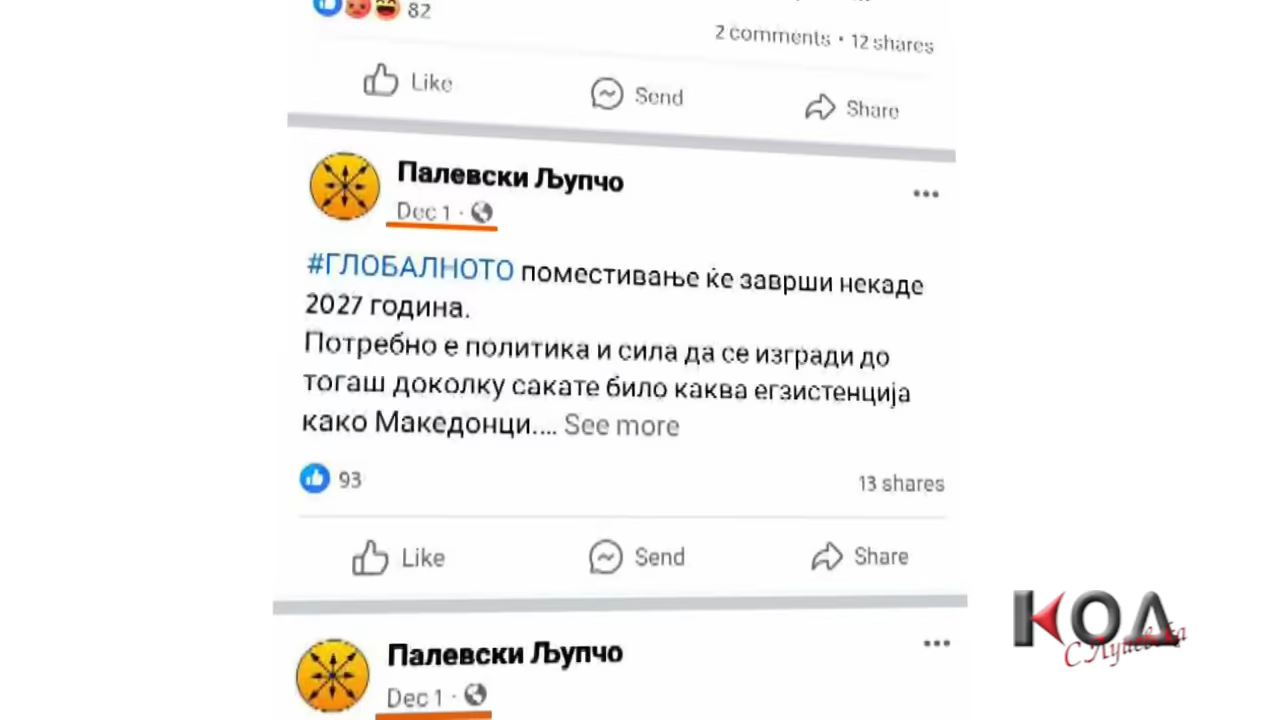 82
2 comments • 12 shares
Like Send Share
Палевски Љупчо
Dec 1 ·
#ГЛОБАЛНОТО поместивање ќе заврши некаде
2027 година.
Потребно е политика и сила да се изгради до
тогаш доколку сакате било каква егзистенција
како Македонци.... See more
93
13 shares
Like Send Share
Палевски Љупчо
Dec 1 ·
КОД
С.Лупевска